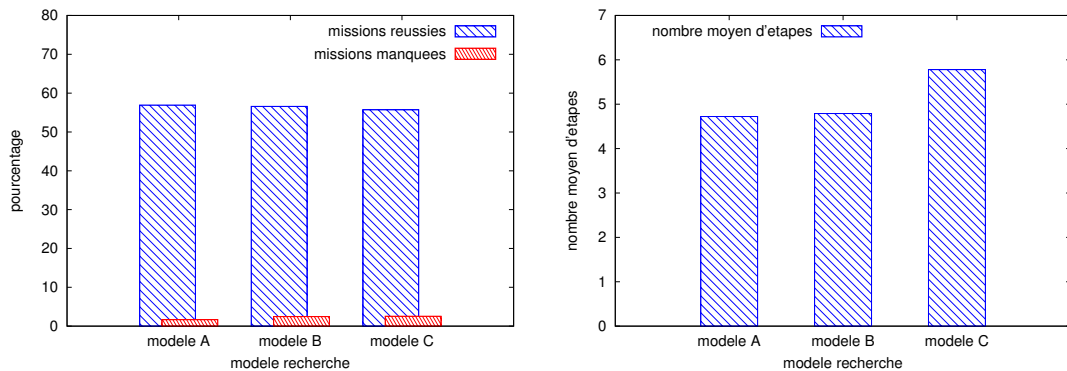 80
70
60
50
40
30
20
10
0
pourcentage
missions reussies
missions manquees
modele A
modele B
modele C
modele recherche
7
6
5
4
3
2
1
0
nombre moyen d'etapes
nombre moyen d'etapes
modele A
modele B
modele C
modele recherche